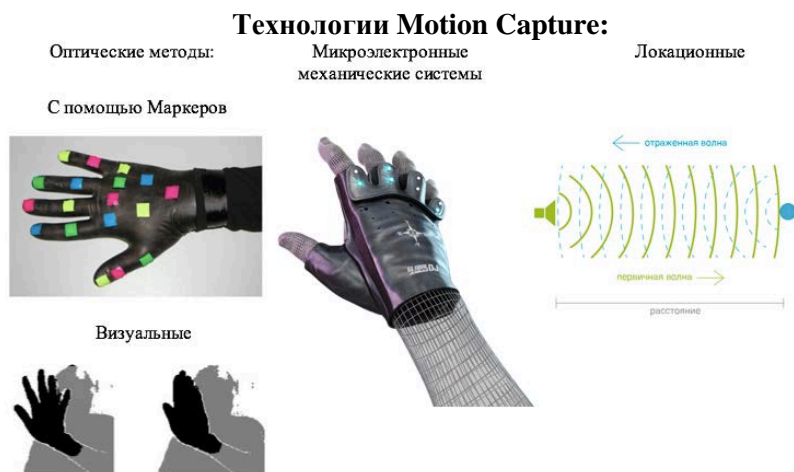 Технологии Motion Capture:
Оптические методы:
С помощью Маркеров
Визуальные
Микроэлектронные
механические системы
Локационные
отраженная волна
первичная волна
расстояние